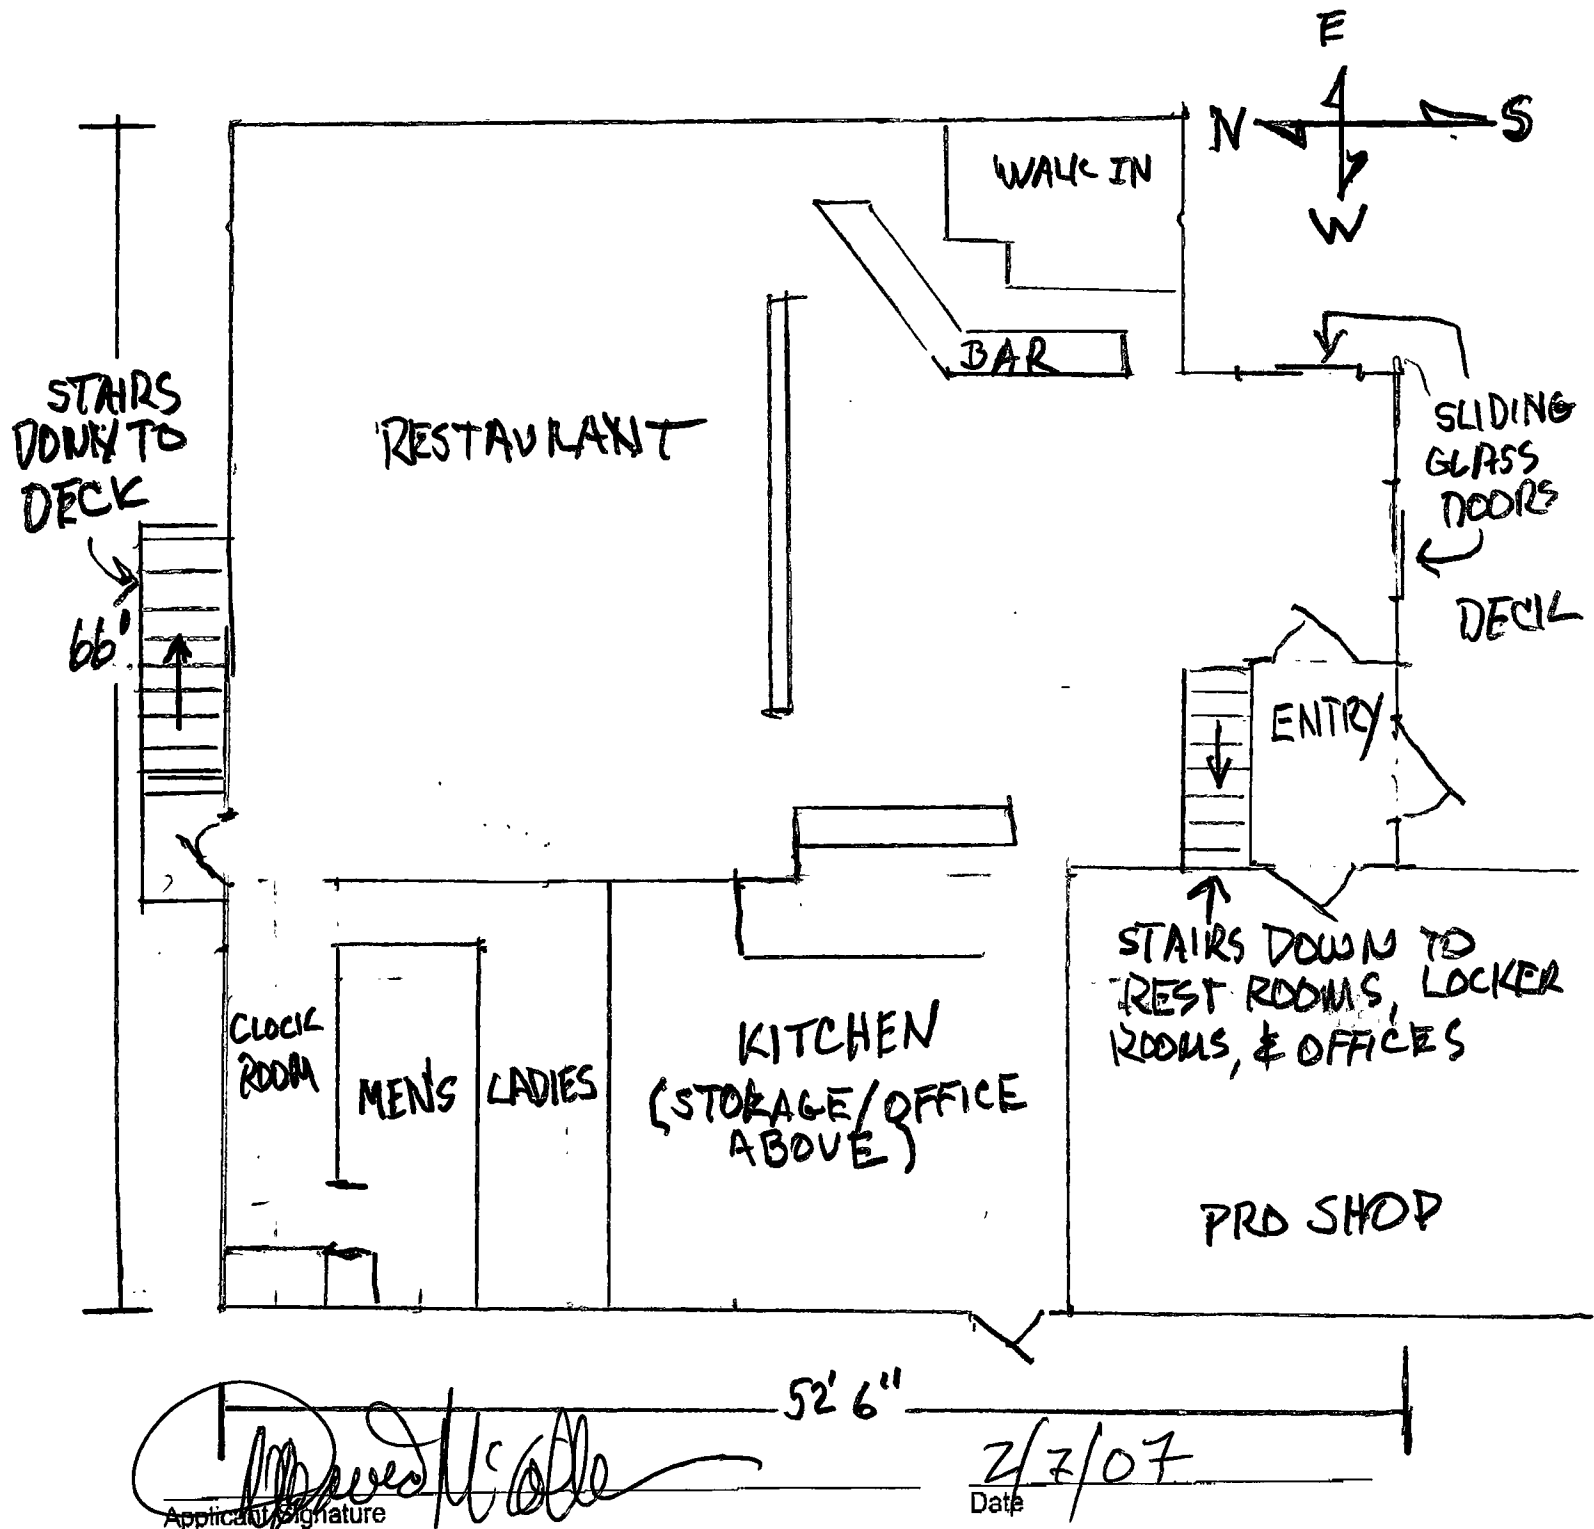 E
N S
W
WALK IN
BAR
STAIRS
DOWN TO
DECK
RESTAURANT
SLIDING
GLASS
DOORS
66'
DECK
ENTRY
STAIRS DOWN TO
REST ROOMS, LOCKER
ROOMS, & OFFICES
CLOCK
ROOM
MEN'S
LADIES
KITCHEN
(STORAGE/OFFICE
ABOVE)
PRO SHOP
52' 6"
2/7/07
Applicant Signature
Date